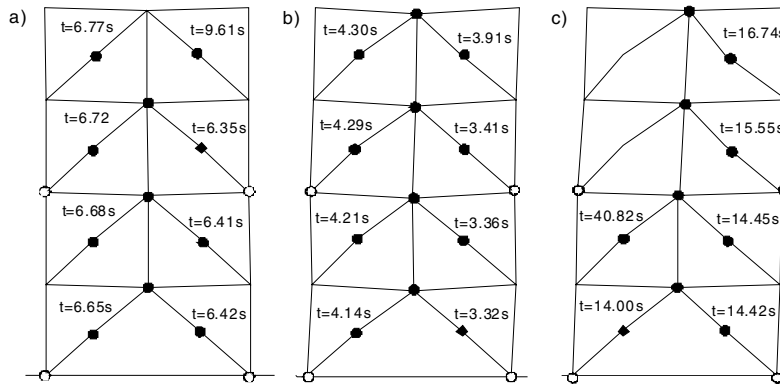 a)
t=6.77s
t=9.61s
t=6.72
t=6.35s
t=6.68s
t=6.41s
t=6.65s
t=6.42s
b)
t=4.30s
t=3.91s
t=4.29s
t=3.41s
t=4.21s
t=3.36s
t=4.14s
t=3.32s
c)
t=16.74s
t=15.55s
t=40.82s
t=14.45s
t=14.00s
t=14.42s